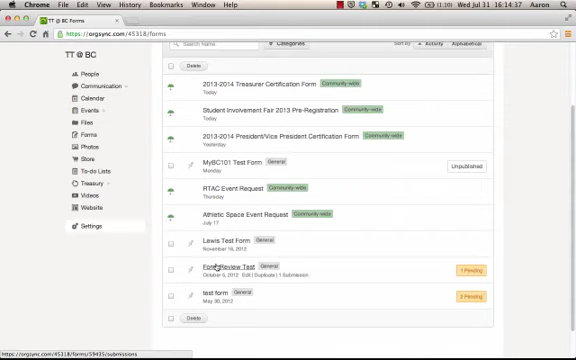 Chrome File Edit View History Bookmarks Window Help (1:10) Wed Jul 31 16:14:37 Aaron
TT @ BC | Forms
https://orgsync.com/45318/forms
TT @ BC
Search Name
Categories
Sort by Activity Alphabetical
People
Communication
Calendar
Events
Files
Forms
Photos
Store
To-Do Lists
Treasury
Videos
Website
Settings
Delete
2013-2014 Treasurer Certification Form Community-wide
Today
Student Involvement Fair 2013 Pre-Registration Community-wide
Today
2013-2014 President/Vice President Certification Form Community-wide
Yesterday
MyBC101 Test Form General
Monday
Unpublished
RTAC Event Request Community-wide
Thursday
Athletic Space Event Request Community-wide
July 17
Lewis Test Form General
November 16, 2012
Form Review Test General
October 5, 2012 Edit | Duplicate | 1 Submission
1 Pending
test form General
May 30, 2012
2 Pending
Delete
https://orgsync.com/45318/forms/59435/submissions